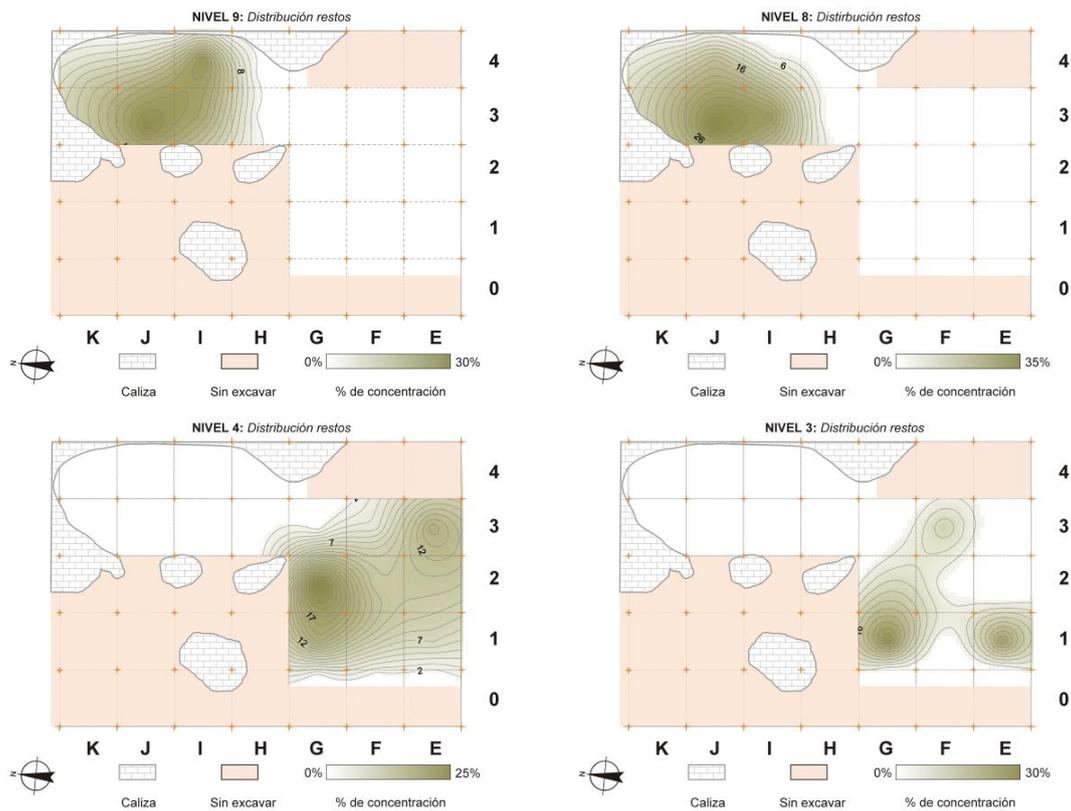 NIVEL 9: Distribución restos
8
4
3
2
1
0
K J I H G F E
N
0% 30%
Caliza Sin excavar % de concentración
NIVEL 8: Distirbución restos
16
6
26
4
3
2
1
0
K J I H G F E
N
0% 35%
Caliza Sin excavar % de concentración
NIVEL 4: Distribución restos
7
12
17
12
7
2
4
3
2
1
0
K J I H G F E
N
0% 25%
Caliza Sin excavar % de concentración
NIVEL 3: Distribución restos
4
3
2
1
0
K J I H G F E
N
0% 30%
Caliza Sin excavar % de concentración